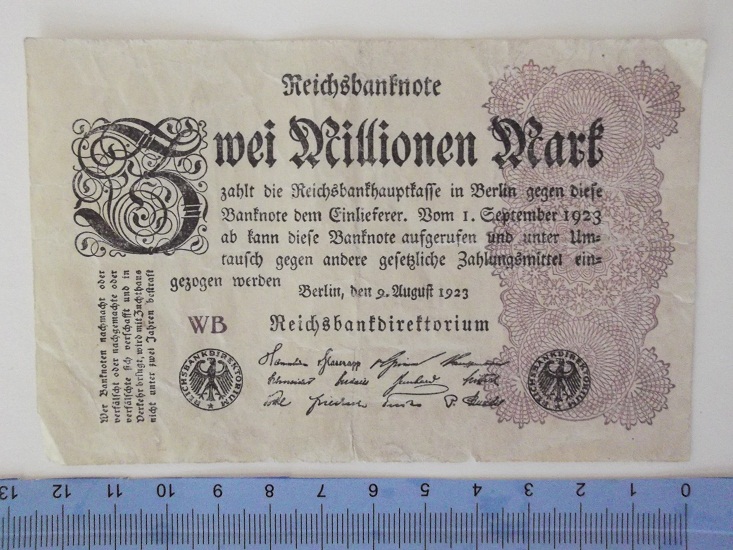 Reichsbanknote
Zwei Millionen Mark
zahlt die Reichsbankhauptkasse in Berlin gegen diese
Banknote dem Einlieferer. Vom 1. September 1923
ab kann diese Banknote aufgerufen und unter Um=
tausch gegen andere gesetzliche Zahlungsmittel ein=
gezogen werden
Berlin, den 9. August 1923
WB
Reichsbankdirektorium
Wer Banknoten nachmacht oder
verfälscht oder nachgemachte oder
verfälschte sich verschafft und in
Verkehr bringt, wird mit Zuchthaus
nicht unter zwei Jahren bestraft
REICHSBANKDIREKTORIUM
REICHSBANKDIREKTORIUM
13 12 11 10 9 8 7 6 5 4 3 2 1 0